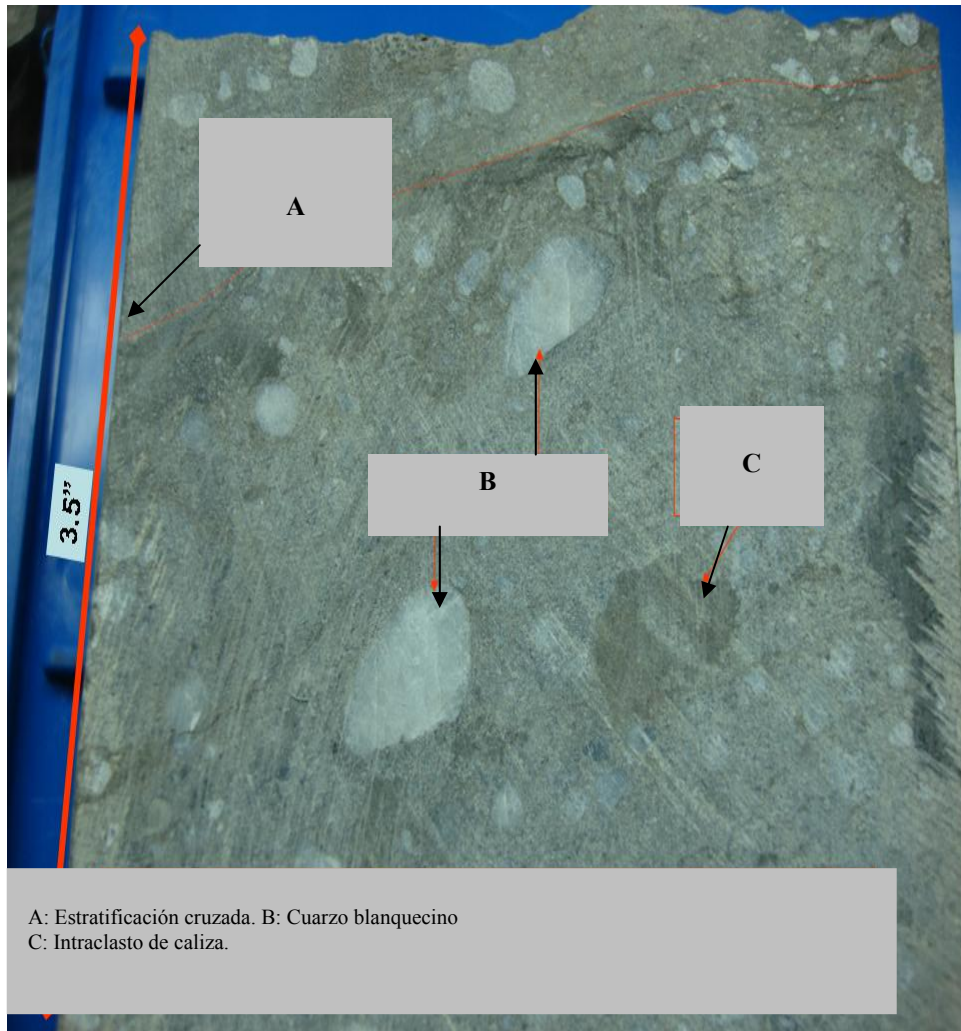 A
B
C
3.5”
A: Estratificación cruzada. B: Cuarzo blanquecino
C: Intraclasto de caliza.